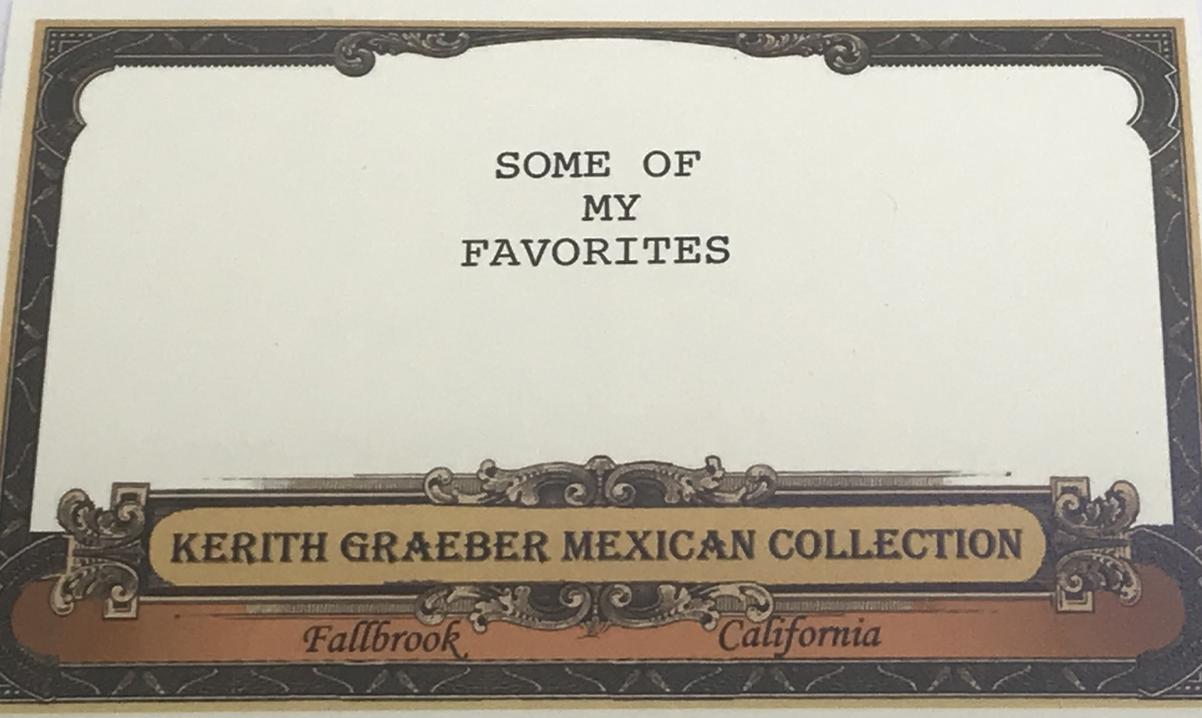 SOME OF
MY
FAVORITES
KERITH GRAEBER MEXICAN COLLECTION
Fallbrook California